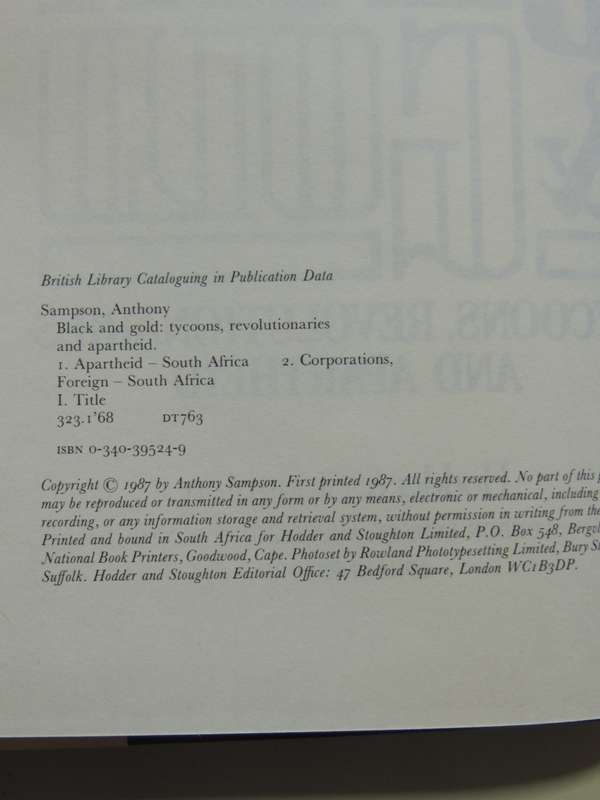 British Library Cataloguing in Publication Data
Sampson, Anthony
Black and gold: tycoons, revolutionaries
and apartheid.
1. Apartheid – South Africa 2. Corporations,
Foreign – South Africa
I. Title
323.1'68 DT763
ISBN 0-340-39524-9
Copyright © 1987 by Anthony Sampson. First printed 1987. All rights reserved. No part of this
may be reproduced or transmitted in any form or by any means, electronic or mechanical, including
recording, or any information storage and retrieval system, without permission in writing from the
Printed and bound in South Africa for Hodder and Stoughton Limited, P.O. Box 548,
National Book Printers, Goodwood, Cape. Photoset by Rowland Phototypesetting Limited, Bury
Suffolk. Hodder and Stoughton Editorial Office: 47 Bedford Square, London WC1B3DP.